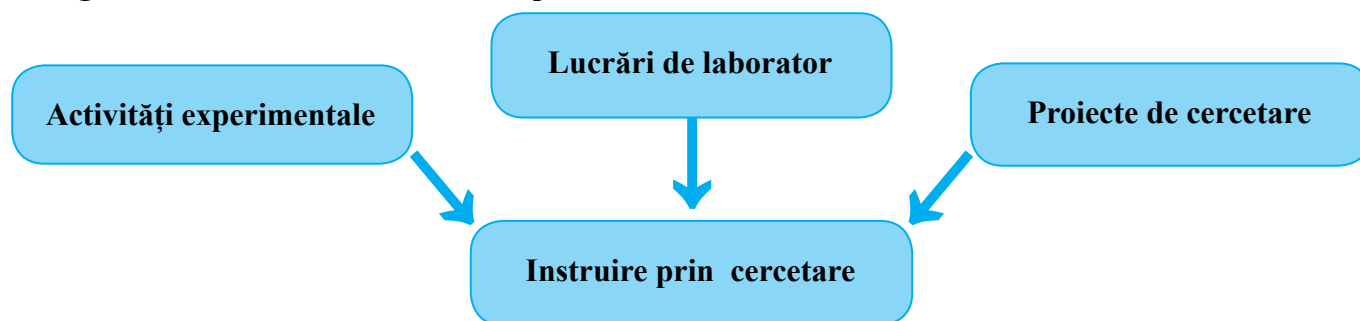 Lucrări de laborator
Activități experimentale
Proiecte de cercetare
Instruire prin cercetare